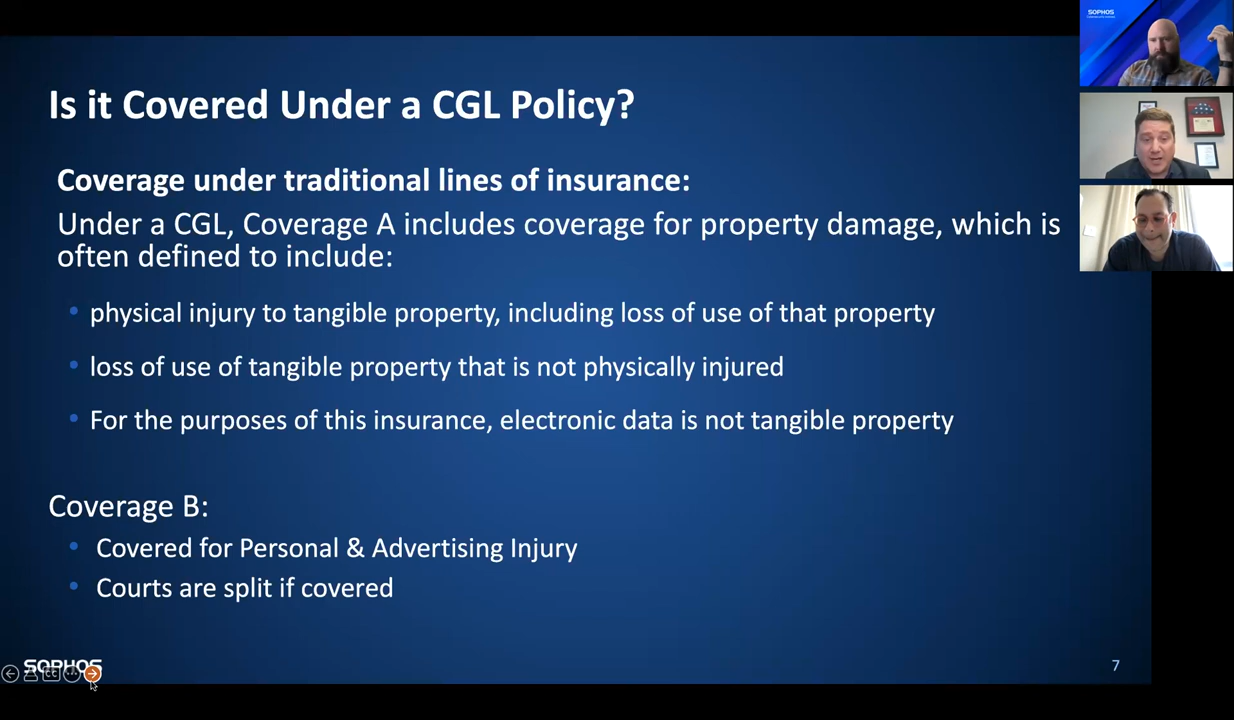 SOPHOS
Is it Covered Under a CGL Policy?
Coverage under traditional lines of insurance:
Under a CGL, Coverage A includes coverage for property damage, which is
often defined to include:
• physical injury to tangible property, including loss of use of that property
• loss of use of tangible property that is not physically injured
• For the purposes of this insurance, electronic data is not tangible property
Coverage B:
• Covered for Personal & Advertising Injury
• Courts are split if covered
SOPHOS
CC
7